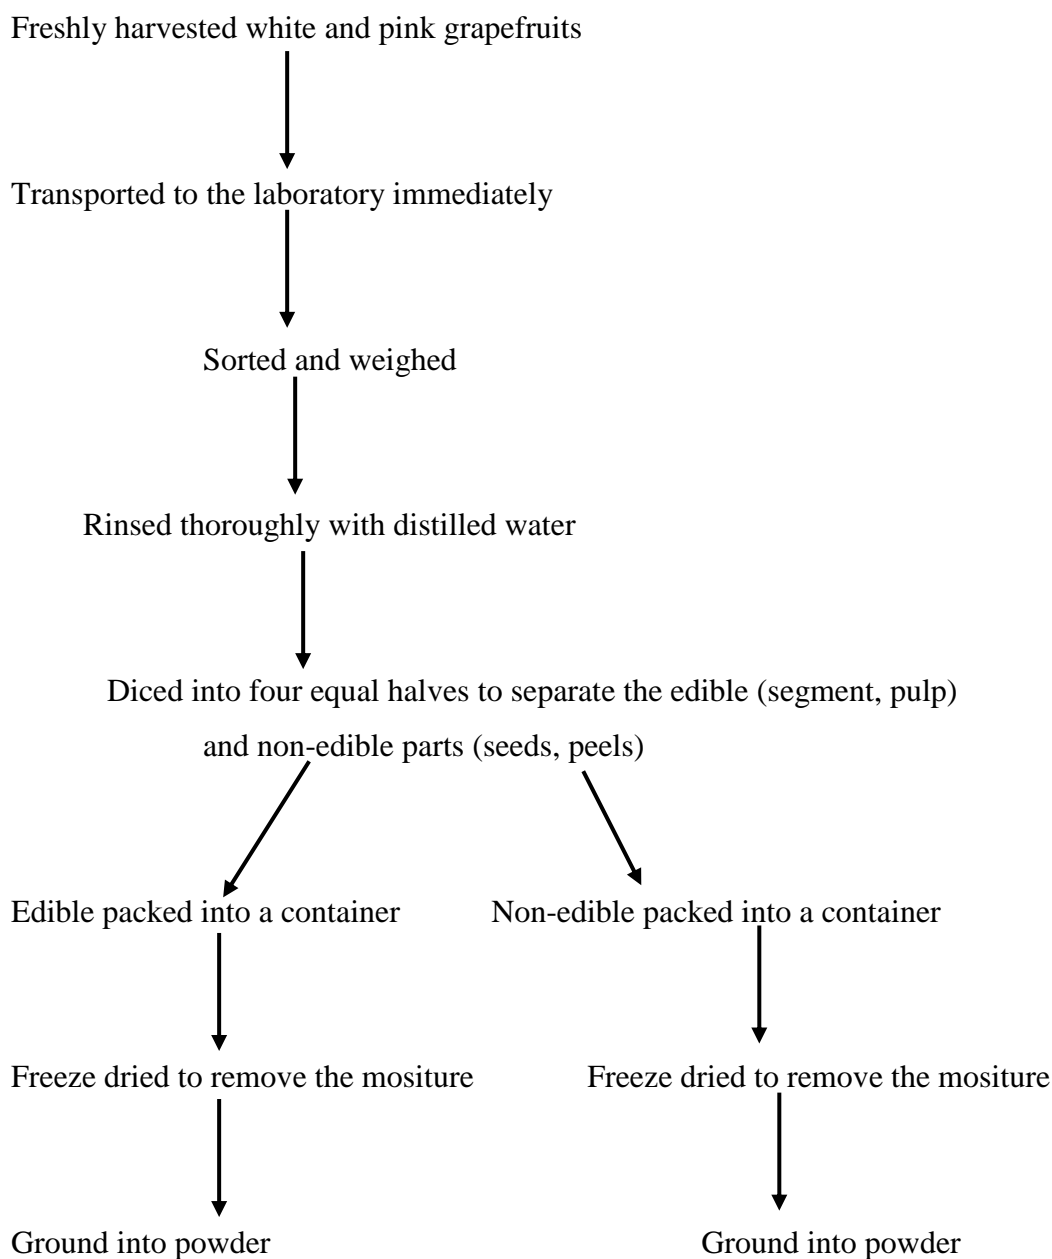 Freshly harvested white and pink grapefruits
Transported to the laboratory immediately
Sorted and weighed
Rinsed thoroughly with distilled water
Diced into four equal halves to separate the edible (segment, pulp)
and non-edible parts (seeds, peels)
Edible packed into a container
Non-edible packed into a container
Freeze dried to remove the mositure
Freeze dried to remove the mositure
Ground into powder
Ground into powder